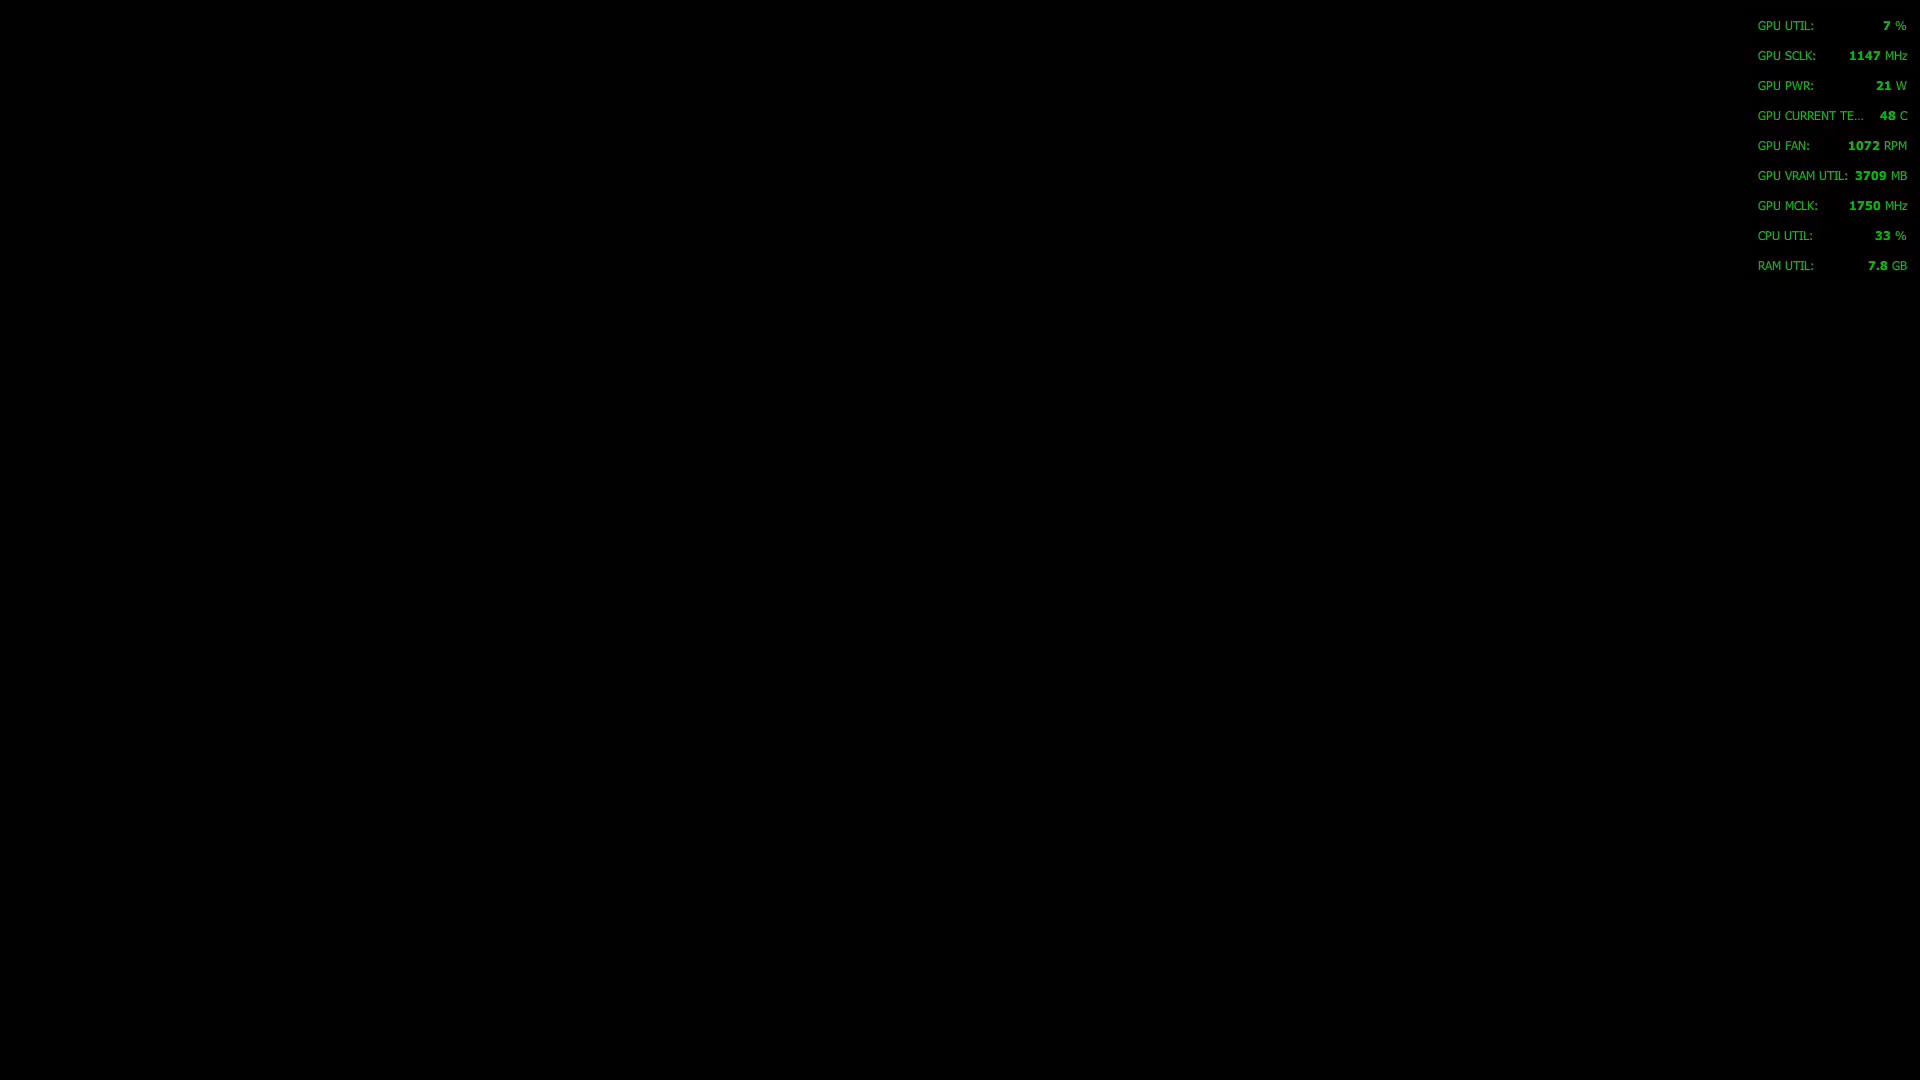 GPU UTIL: 7 %
GPU SCLK: 1147 MHz
GPU PWR: 21 W
GPU CURRENT TE... 48 C
GPU FAN: 1072 RPM
GPU VRAM UTIL: 3709 MB
GPU MCLK: 1750 MHz
CPU UTIL: 33 %
RAM UTIL: 7.8 GB